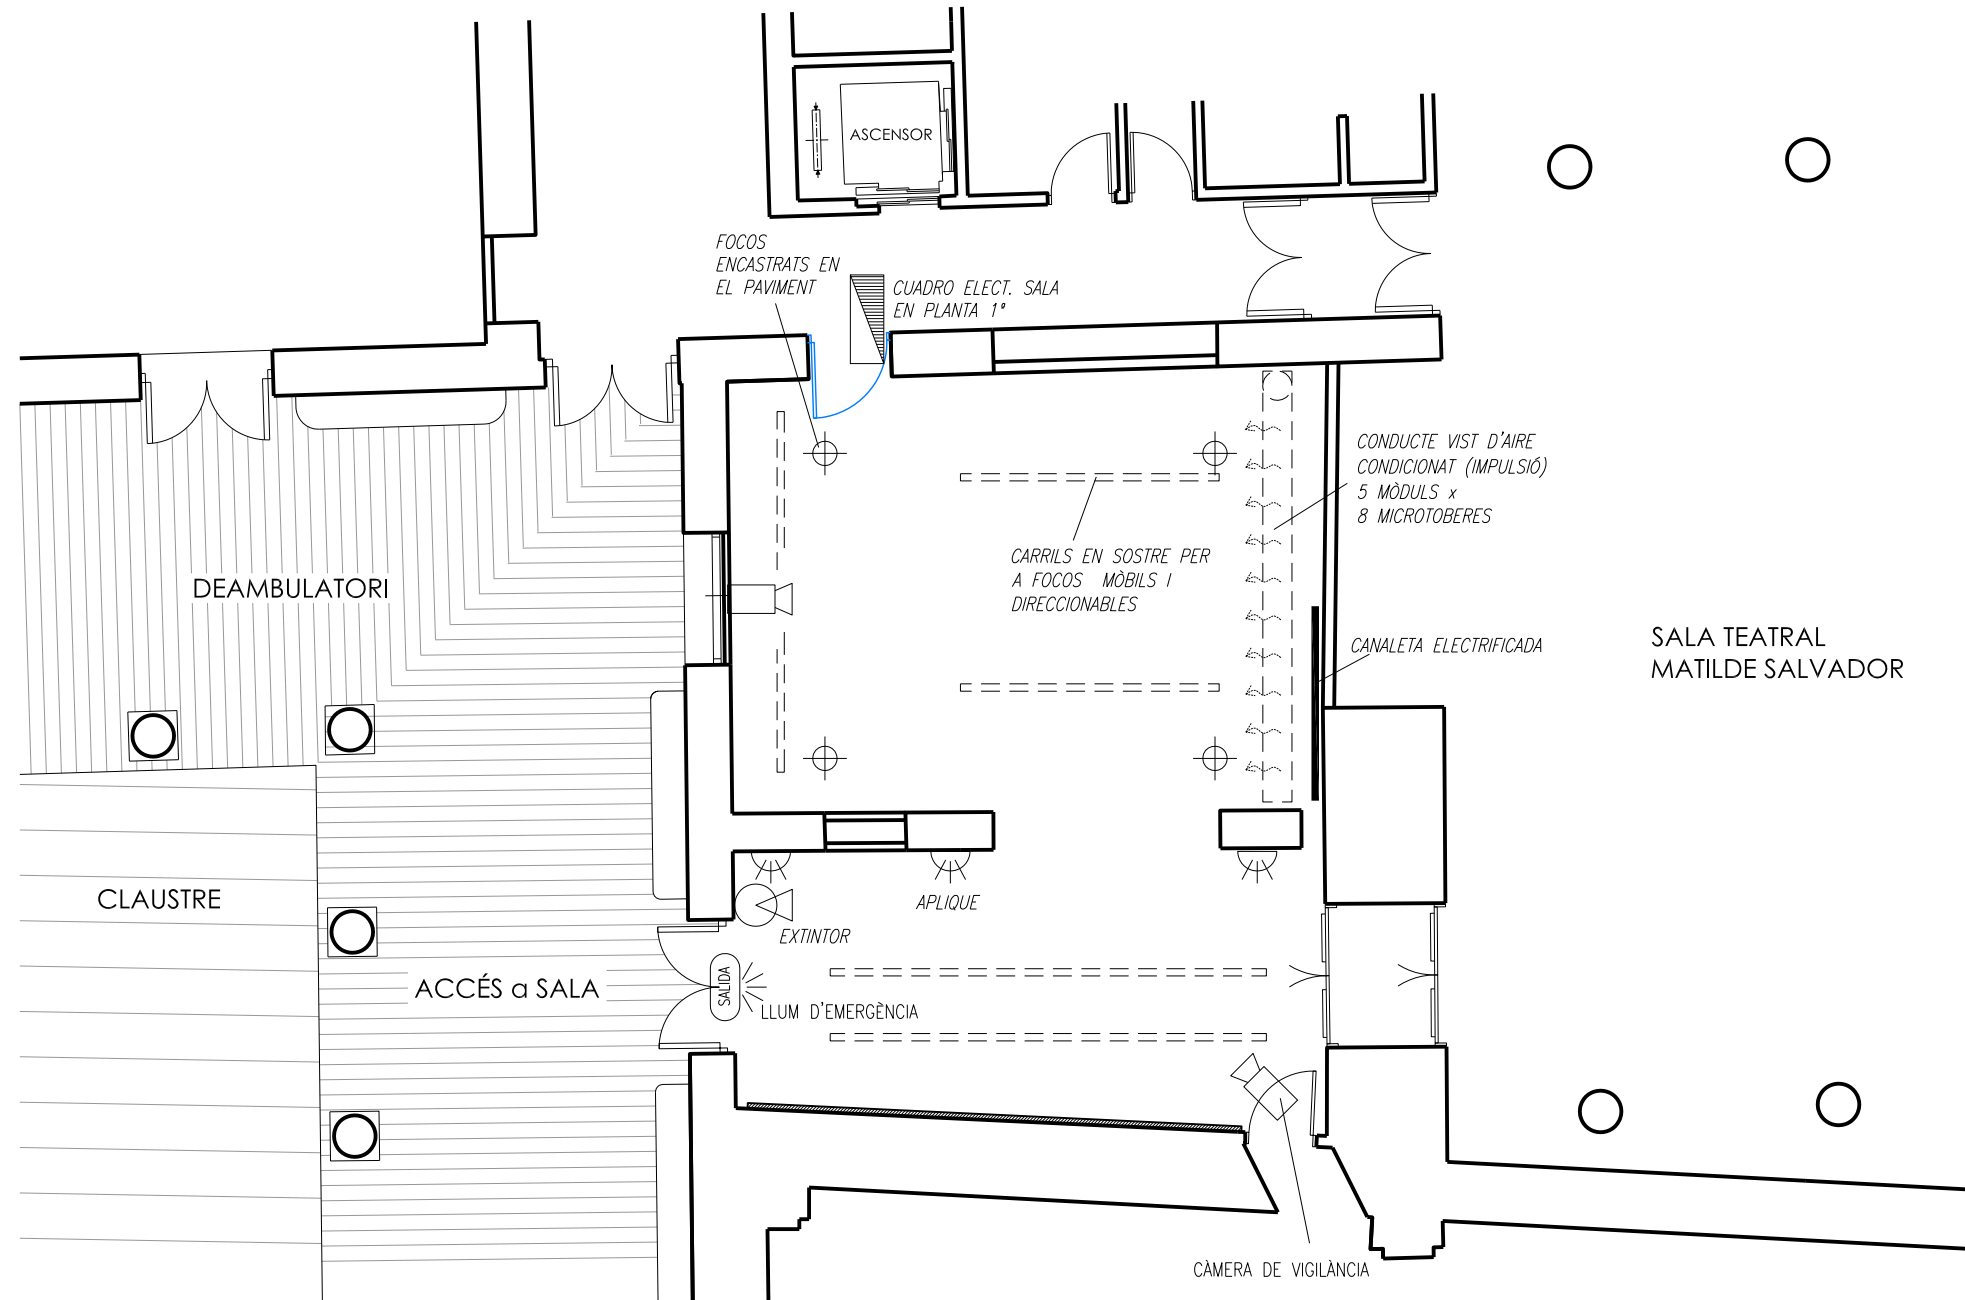 ASCENSOR
FOCOS
ENCASTRATS EN
EL PAVIMENT
CUADRO ELECT. SALA
EN PLANTA 1ª
CONDUCTE VIST D'AIRE
CONDICIONAT (IMPULSIÓ)
5 MÒDULS x
8 MICROTOBERES
CARRILS EN SOSTRE PER
A FOCOS MÒBILS I
DIRECCIONABLES
DEAMBULATORI
CANALETA ELECTRIFICADA
SALA TEATRAL
MATILDE SALVADOR
CLAUSTRE
APLIQUE
EXTINTOR
ACCÉS a SALA
SALIDA
LLUM D'EMERGÈNCIA
CÀMERA DE VIGILÀNCIA